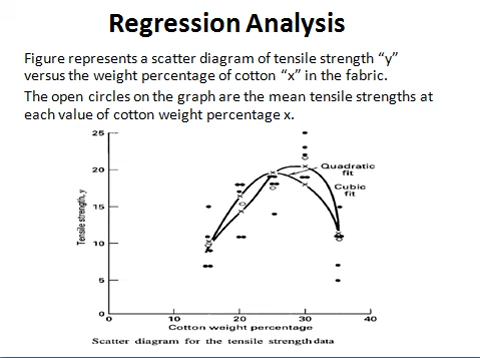 Regression Analysis
Figure represents a scatter diagram of tensile strength “y”
versus the weight percentage of cotton “x” in the fabric.
The open circles on the graph are the mean tensile strengths at
each value of cotton weight percentage x.
25
20
15
10
5
0
Tensile strength, y
Quadratic
fit
Cubic
fit
0 10 20 30 40
Cotton weight percentage
Scatter diagram for the tensile strength data